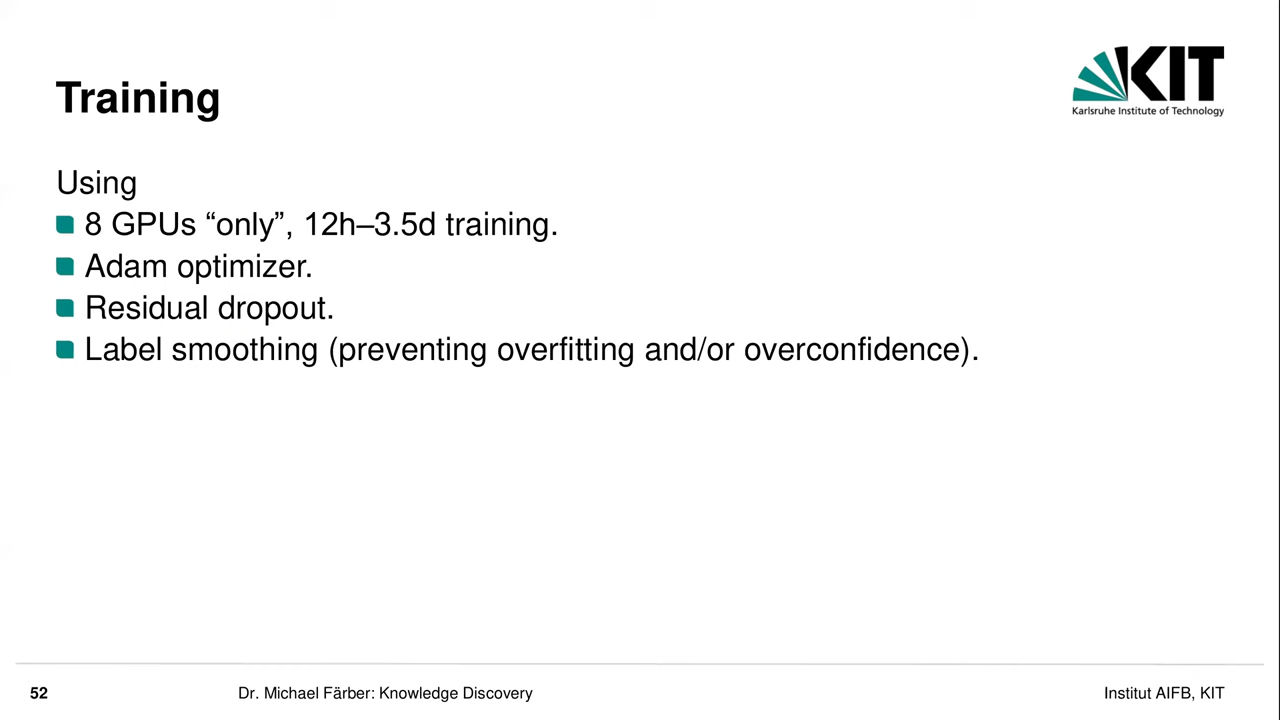 Training
KIT
Karlsruhe Institute of Technology
Using
8 GPUs “only”, 12h–3.5d training.
Adam optimizer.
Residual dropout.
Label smoothing (preventing overfitting and/or overconfidence).
52 Dr. Michael Färber: Knowledge Discovery Institut AIFB, KIT